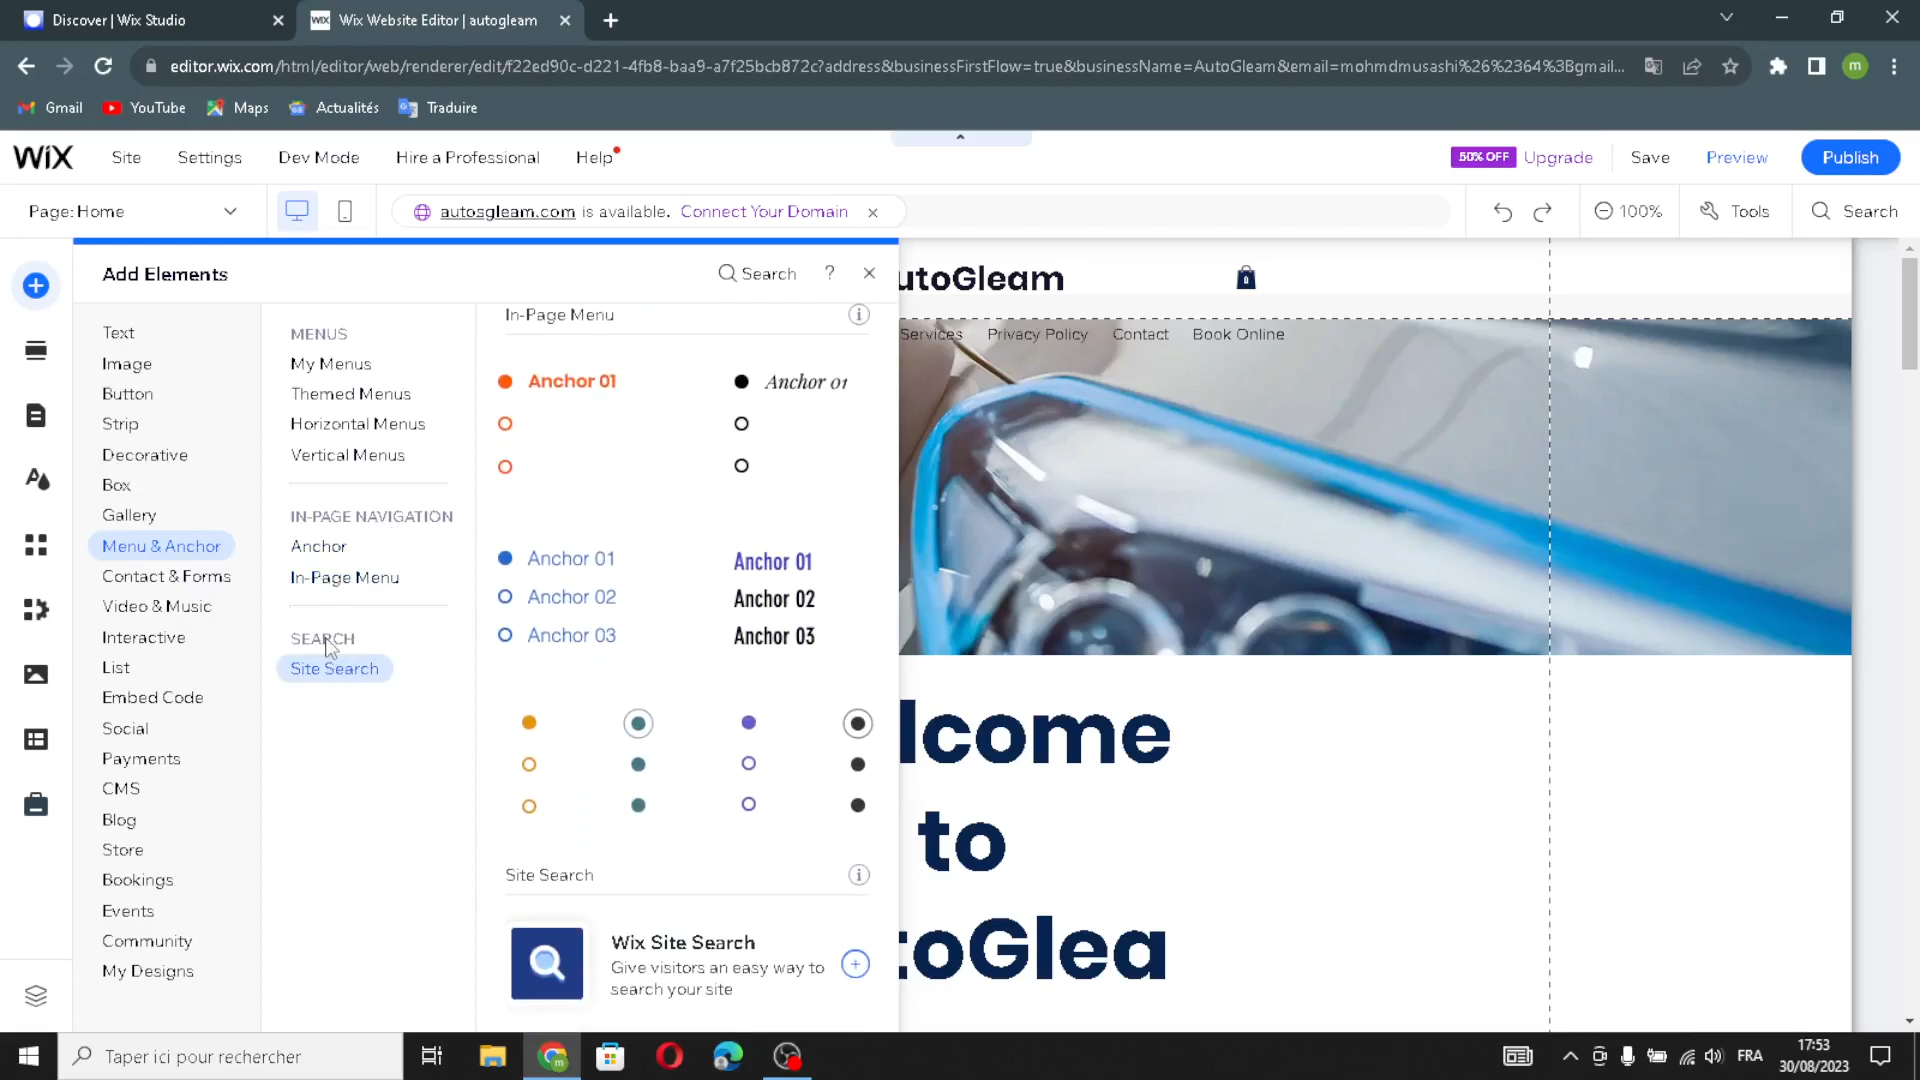 Discover | Wix Studio
WIX
Wix Website Editor | autogleam
editor.wix.com/html/editor/web/renderer/edit/f22ed90c-d221-4fb8-baa9-a7f25bcb872c?address&businessFirstFlow=true&businessName=AutoGleam&email=mohmdmusashi%26%2364%3Bgmail...
m
Gmail
YouTube
Maps
Actualités
Traduire
WiX
Site
Settings
Dev Mode
Hire a Professional
Help
50% OFF
Upgrade
Save
Preview
Publish
Page: Home
autosgleam.com is available. Connect Your Domain
100%
Tools
Search
Add Elements
Search
?
Text
Image
Button
Strip
Decorative
Box
Gallery
Menu & Anchor
Contact & Forms
Video & Music
Interactive
List
Embed Code
Social
Payments
CMS
Blog
Store
Bookings
Events
Community
My Designs
MENUS
My Menus
Themed Menus
Horizontal Menus
Vertical Menus
IN-PAGE NAVIGATION
Anchor
In-Page Menu
SEARCH
Site Search
In-Page Menu
Anchor 01
Anchor 01
Anchor 01
Anchor 02
Anchor 03
Anchor 01
Anchor 02
Anchor 03
Site Search
Wix Site Search
Give visitors an easy way to
search your site
utoGleam
0
Services
Privacy Policy
Contact
Book Online
lcome
to
toGlea
Taper ici pour rechercher
m
FRA
17:53
30/08/2023